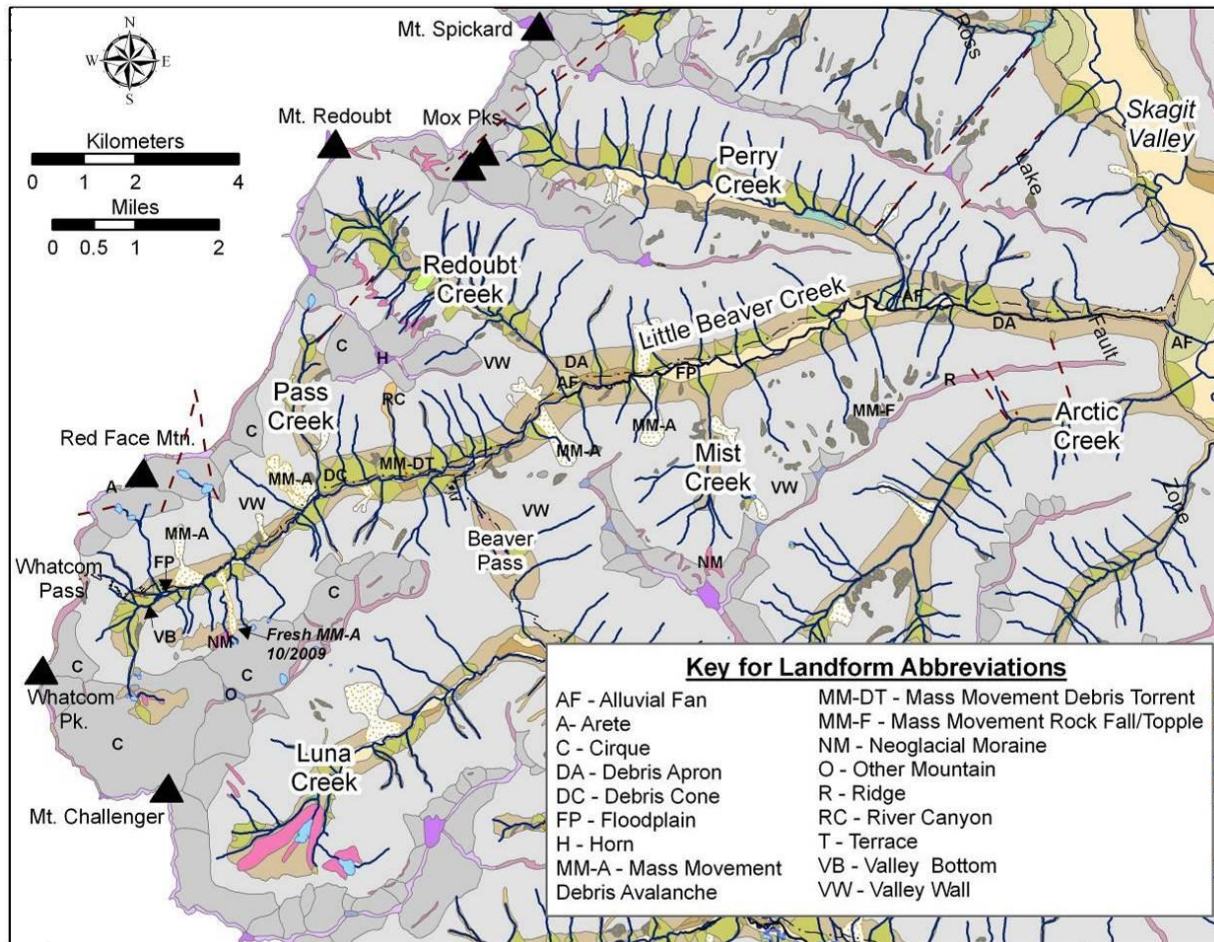 Mt. Spickard
Ross
N
W E
S
Mt. Redoubt
Mox Pks.
Skagit
Valley
Kilometers
0 1 2 4
Miles
0 0.5 1 2
Perry
Creek
Lake
Redoubt
Creek
Little Beaver Creek
AF
C
H
VW
DA
DA
Fault
AF
FP
AF
Pass
Creek
RC
R
MM-F
Arctic
Creek
Red Face Mtn.
C
MM-A
MM-A
A
MM-A
DC
MM-DT
Mist
Creek
VW
VW
VW
Zone
MM-A
Beaver
Pass
FP
Whatcom
Pass
NM
C
VB
NM
Fresh MM-A
10/2009
C
C
O
Whatcom
Pk.
C
Luna
Creek
Mt. Challenger
Key for Landform Abbreviations
AF - Alluvial Fan
A- Arete
C - Cirque
DA - Debris Apron
DC - Debris Cone
FP - Floodplain
H - Horn
MM-A - Mass Movement
Debris Avalanche
MM-DT - Mass Movement Debris Torrent
MM-F - Mass Movement Rock Fall/Topple
NM - Neoglacial Moraine
O - Other Mountain
R - Ridge
RC - River Canyon
T - Terrace
VB - Valley Bottom
VW - Valley Wall